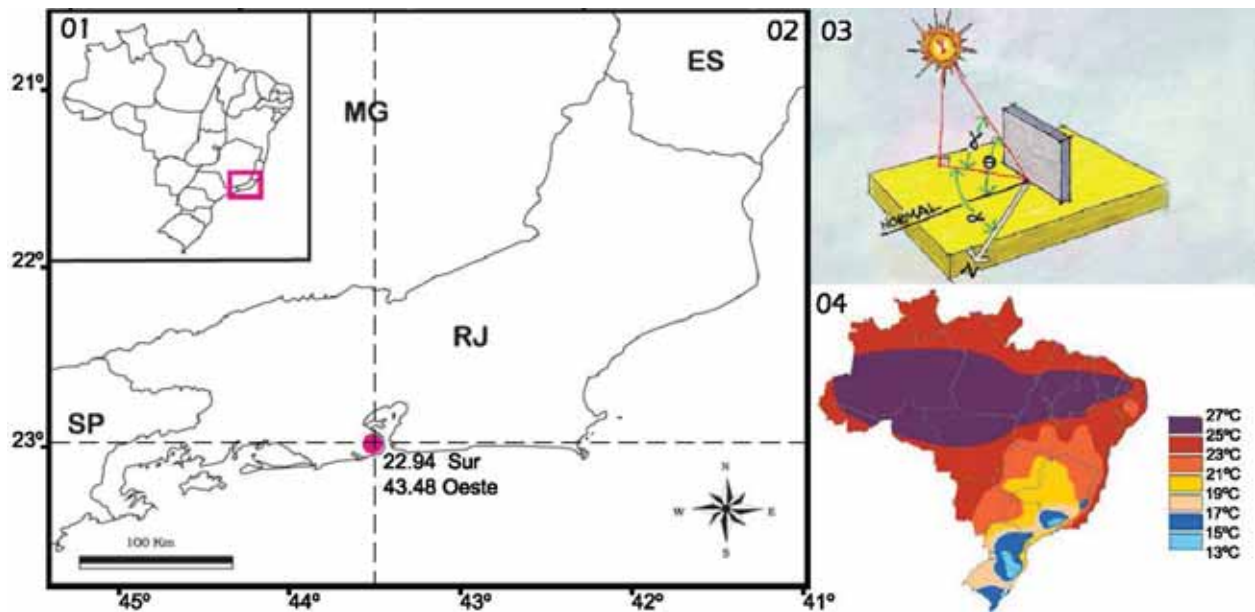 01
02
MG
ES
RJ
SP
21º
22º
23º
22.94 Sur
43.48 Oeste
100 Km
N
W
E
S
45º
44º
43º
42º
41º
03
γ
θ
α
NORMAL
N
04
27ºC
25ºC
23ºC
21ºC
19ºC
17ºC
15ºC
13ºC